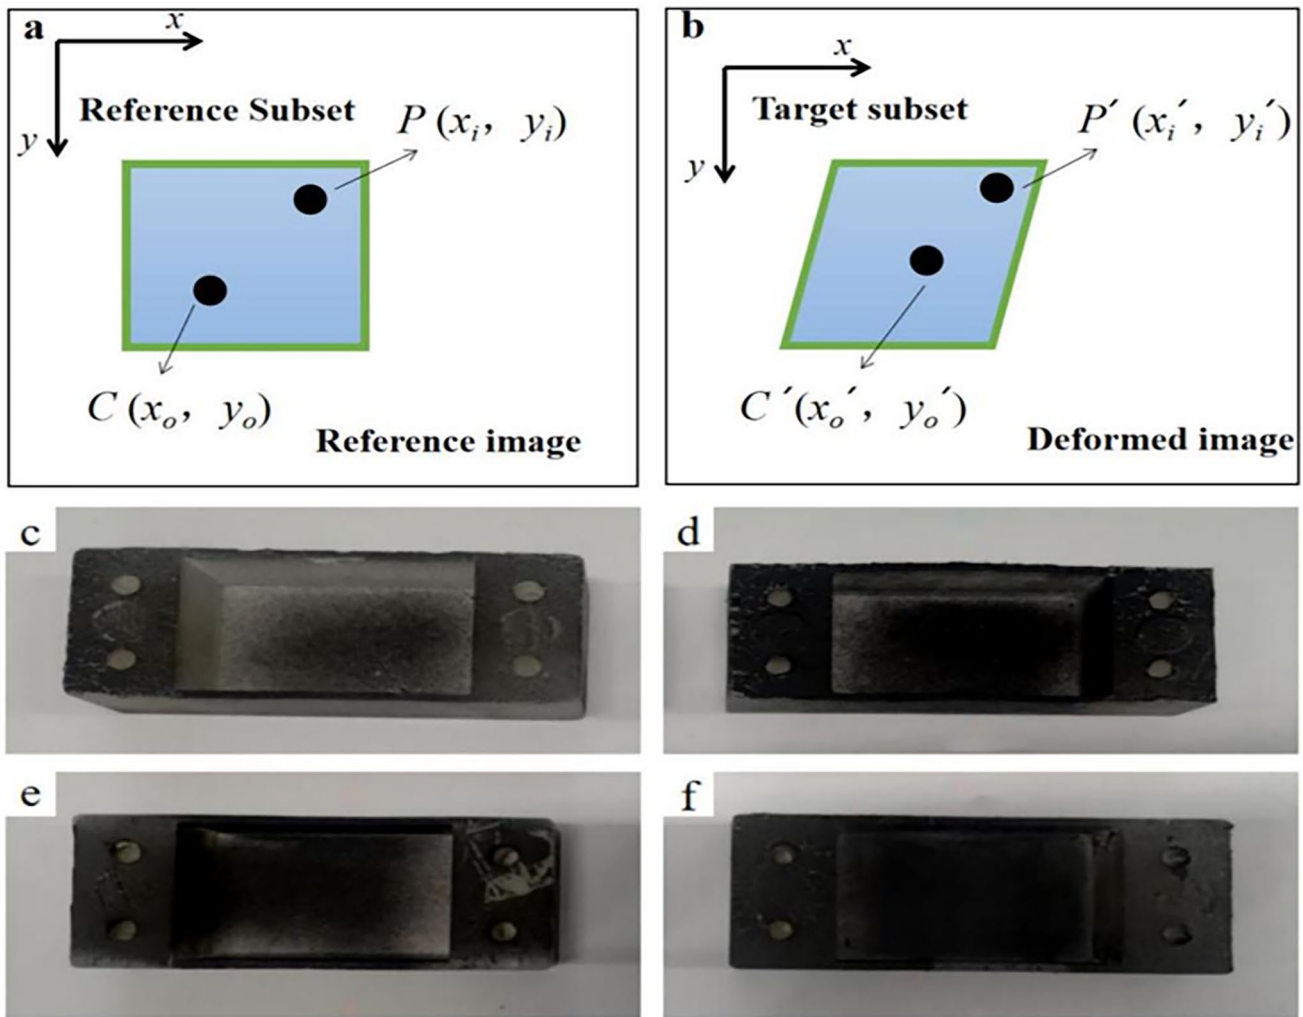 a
x
y
Reference Subset
P (xᵢ, yᵢ)
C (xₒ, yₒ)
Reference image
b
x
y
Target subset
P´ (xᵢ´, yᵢ´)
C´(xₒ´, yₒ´)
Deformed image
c
d
e
f